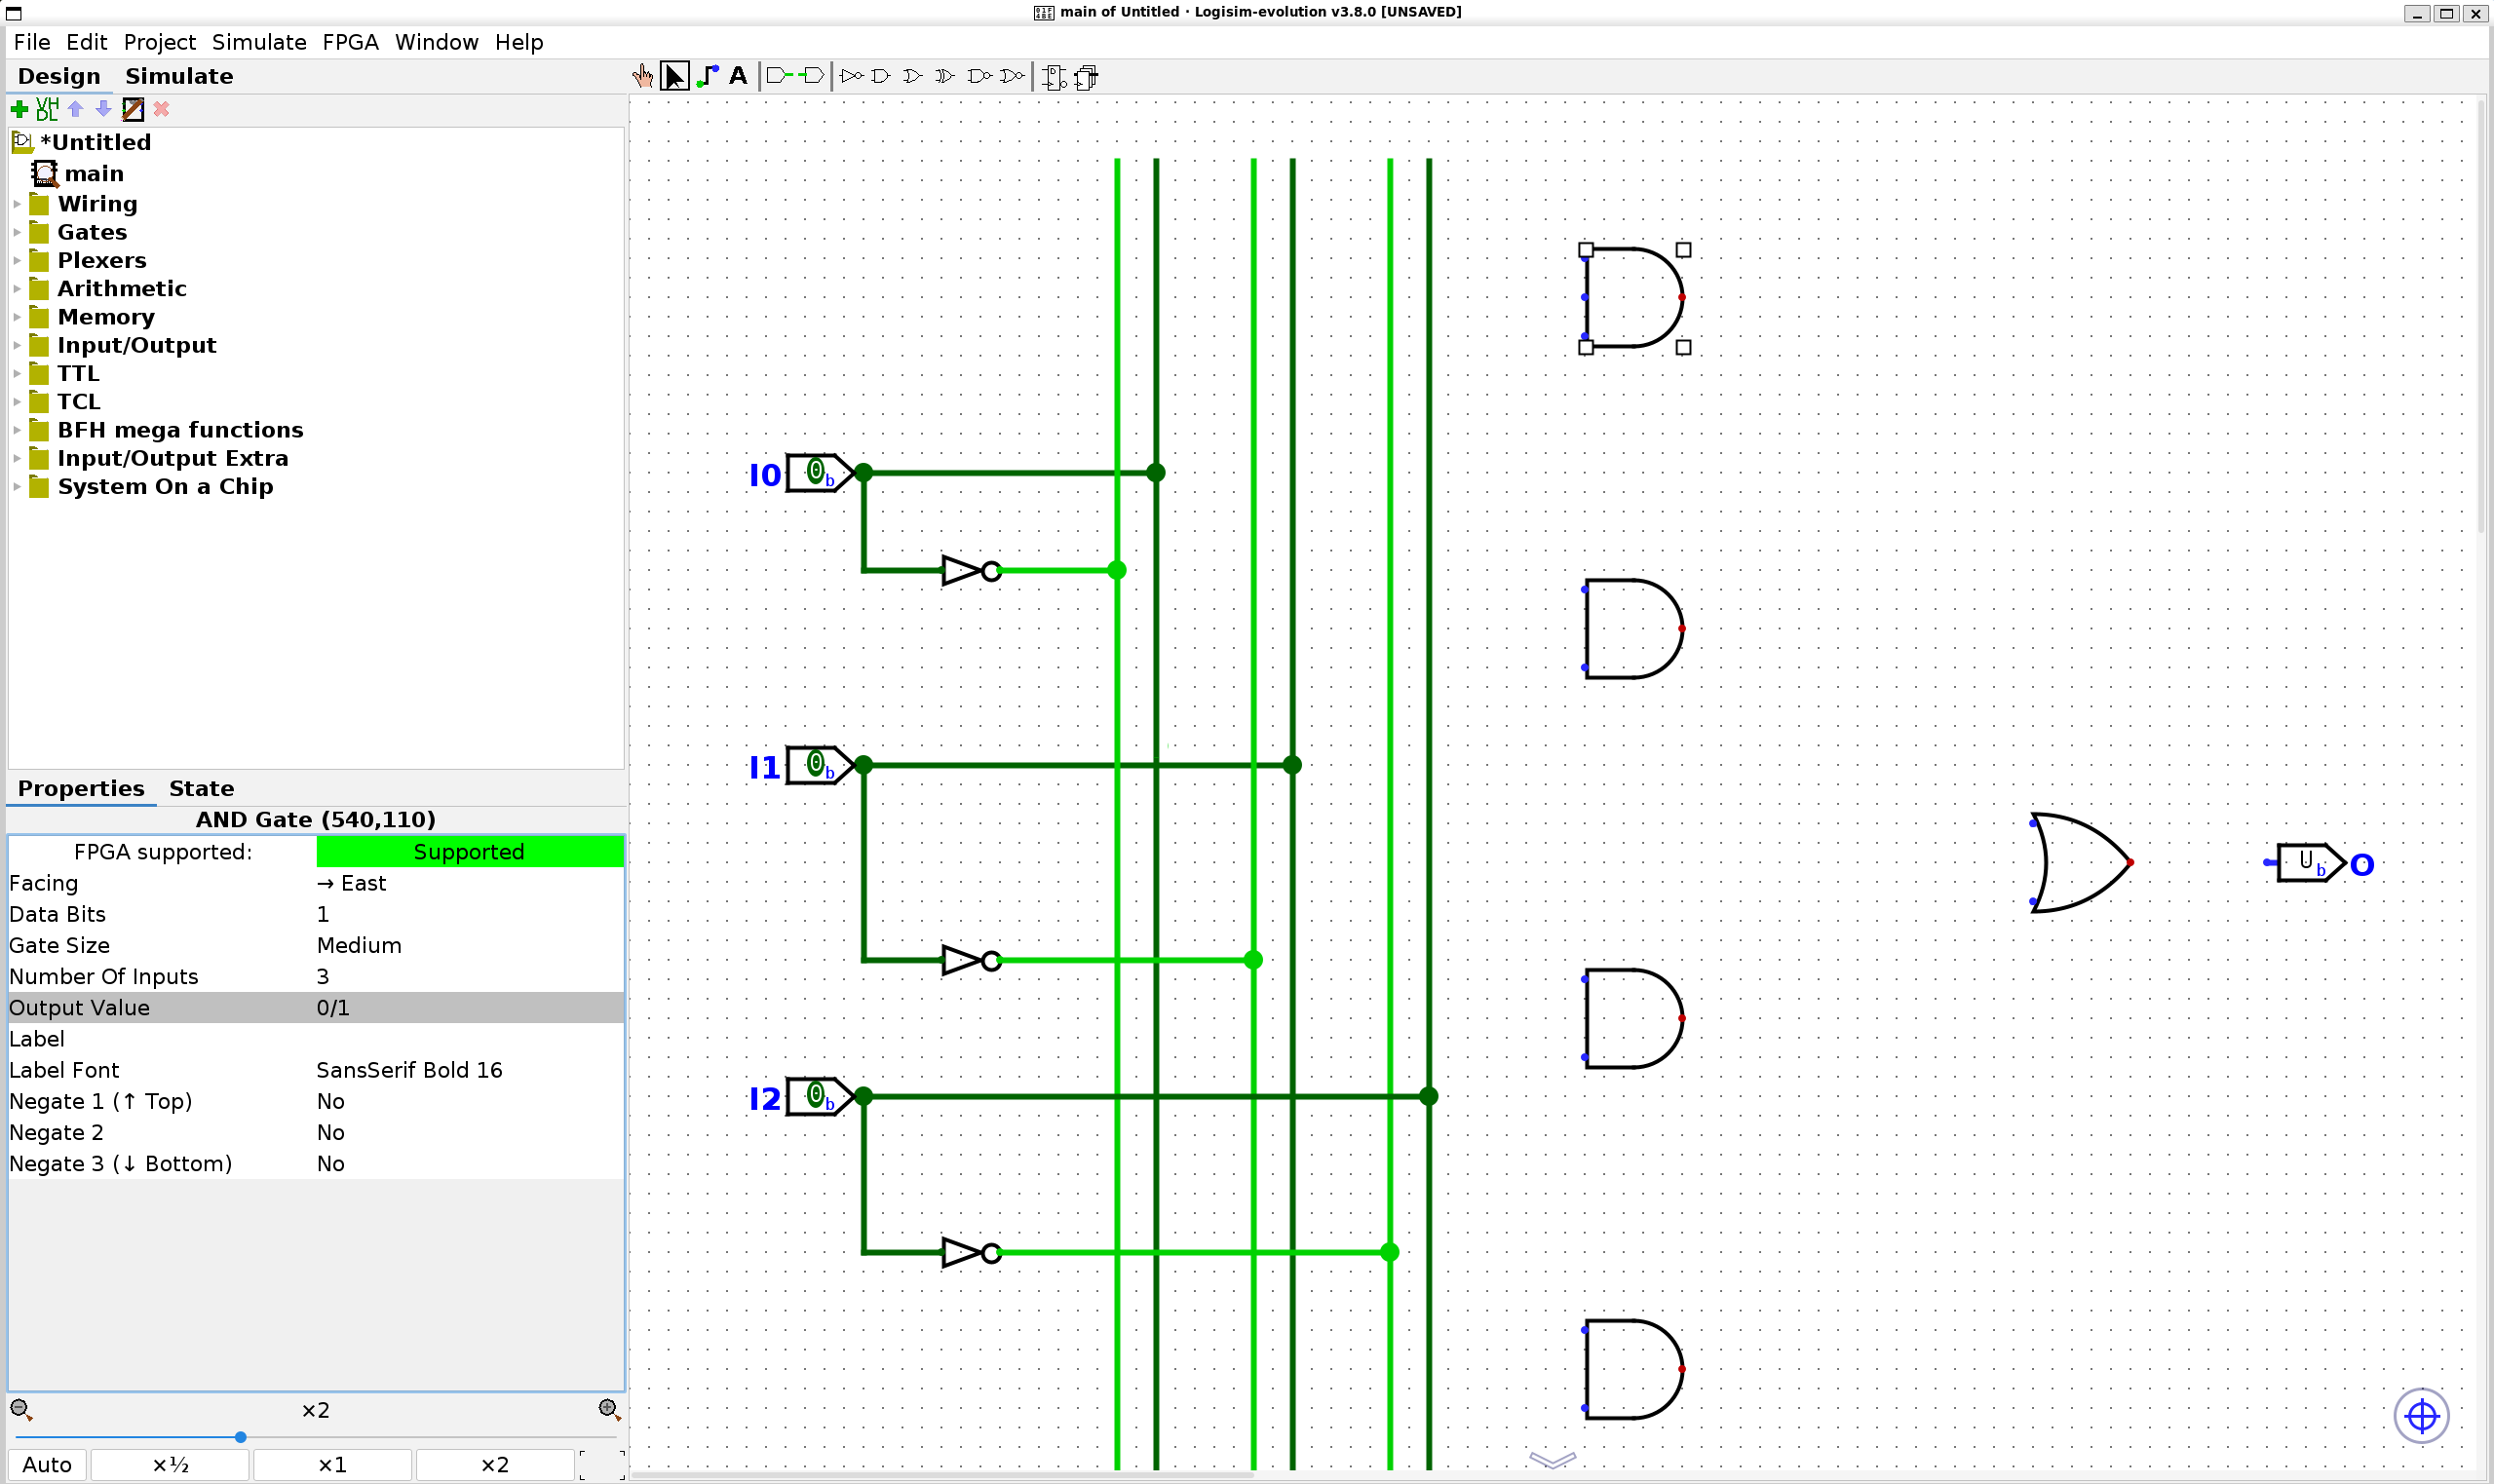 main of Untitled · Logisim-evolution v3.8.0 [UNSAVED]
File Edit Project Simulate FPGA Window Help
Design Simulate
A
VH
DL
*Untitled
main
Wiring
Gates
Plexers
Arithmetic
Memory
Input/Output
TTL
TCL
BFH mega functions
Input/Output Extra
System On a Chip
Properties State
AND Gate (540,110)
FPGA supported: Supported
Facing → East
Data Bits 1
Gate Size Medium
Number Of Inputs 3
Output Value 0/1
Label
Label Font SansSerif Bold 16
Negate 1 (↑ Top) No
Negate 2 No
Negate 3 (↓ Bottom) No
×2
Auto ×½ ×1 ×2
I0 0b
I1 0b
I2 0b
Ub O